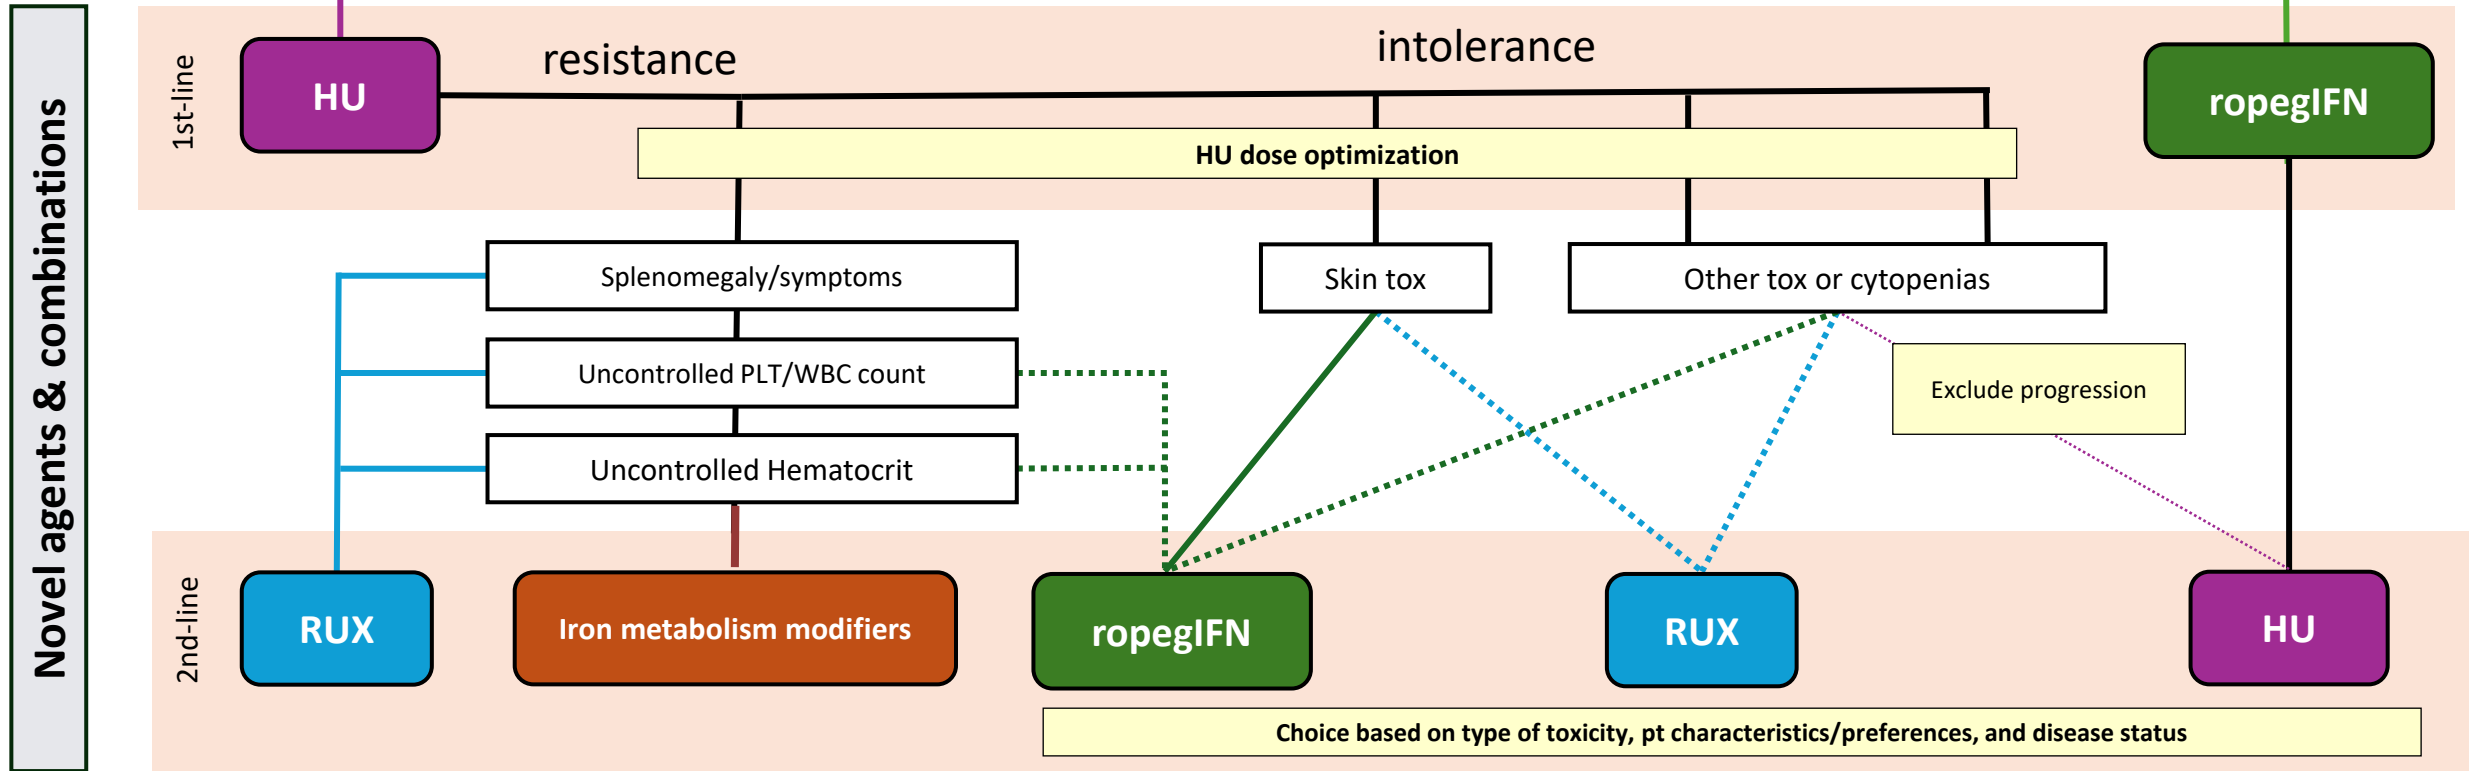 Novel agents & combinations
1st-line
HU
resistance
intolerance
ropegIFN
HU dose optimization
Splenomegaly/symptoms
Skin tox
Other tox or cytopenias
Uncontrolled PLT/WBC count
Exclude progression
Uncontrolled Hematocrit
2nd-line
RUX
Iron metabolism modifiers
ropegIFN
RUX
HU
Choice based on type of toxicity, pt characteristics/preferences, and disease status